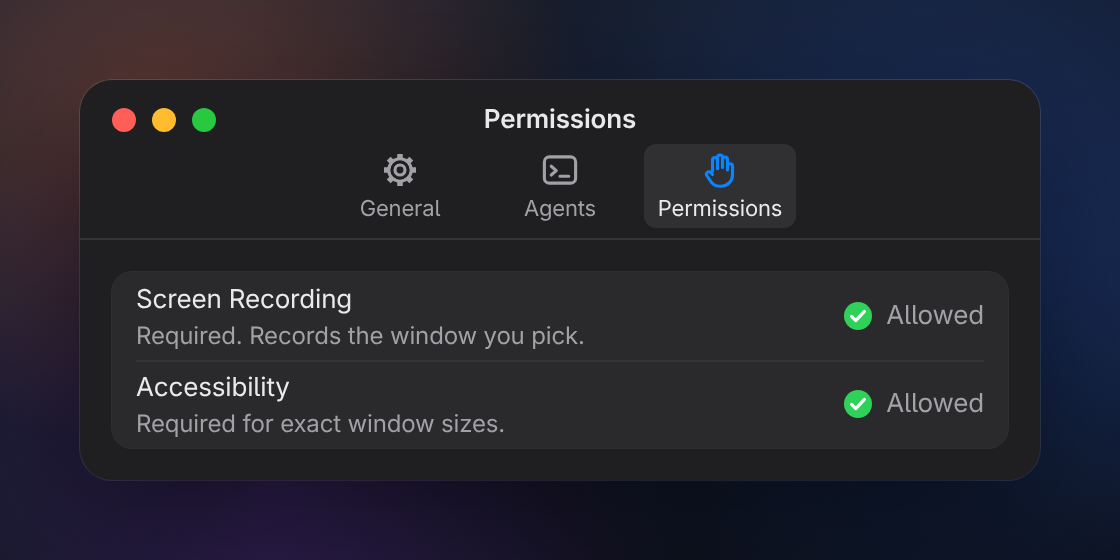 Permissions
General
Agents
Permissions
Screen Recording
Required. Records the window you pick.
Allowed
Accessibility
Required for exact window sizes.
Allowed